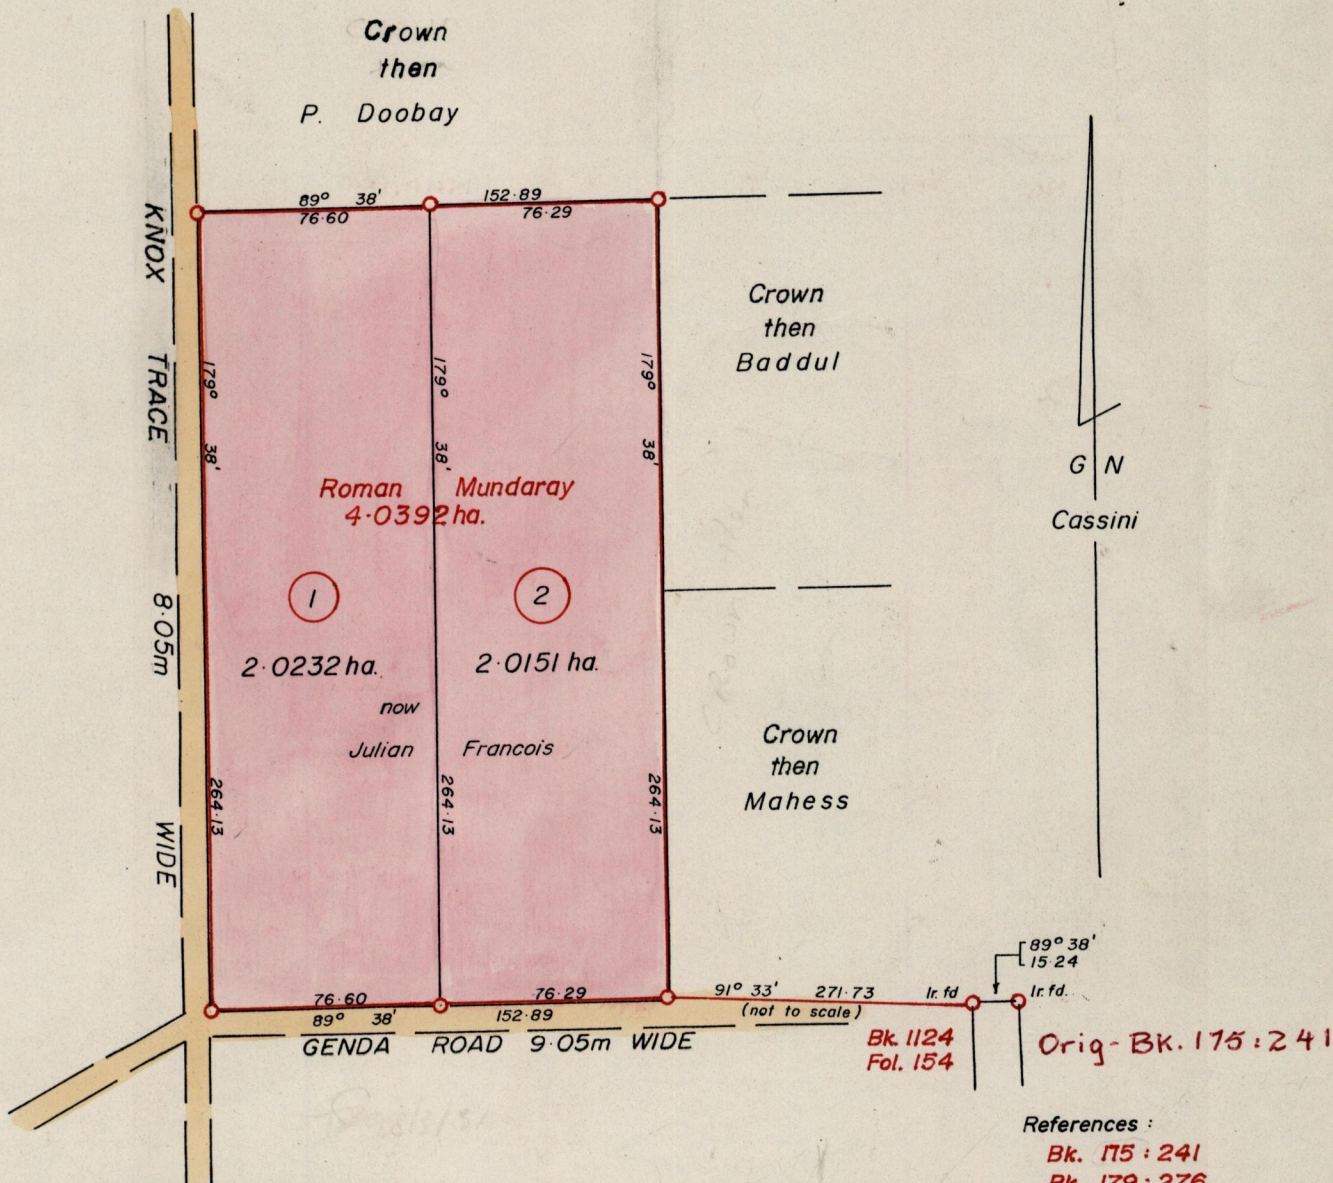 Crown
then
P. Doobay
89° 38' 152·89
76·60 76·29
KNOX TRACE 8·05m WIDE
179° 38' 264·13
179° 38' 264·13
179° 38' 264·13
Crown
then
Baddul
Roman Mundaray
4·0392 ha.
G N
Cassini
1
2
2·0232 ha.
2·0151 ha.
now
Julian Francois
Crown
then
Mahess
89° 38'
15·24
76·60 76·29
89° 38' 152·89
91° 33' 271·73 Ir. fd Ir. fd.
(not to scale)
GENDA ROAD 9·05m WIDE
Bk. 1124
Fol. 154
Orig- BK. 175:241
References :
Bk. 175 : 241
Bk. 179 : 276